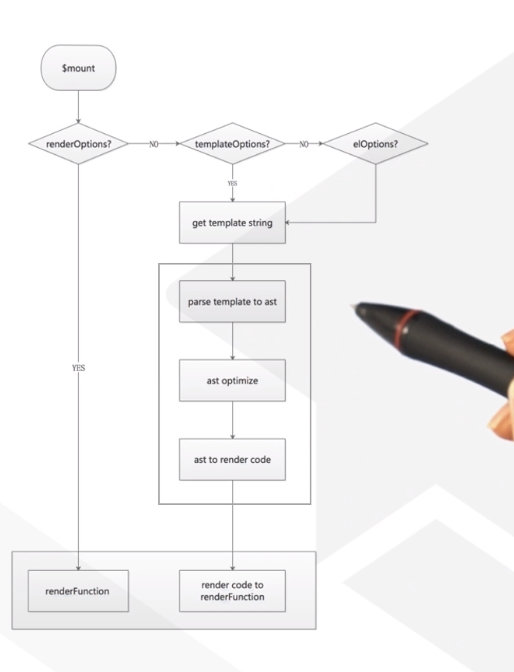 $mount
renderOptions?
NO
templateOptions?
NO
elOptions?
YES
get template string
parse template to ast
YES
ast optimize
ast to render code
renderFunction
render code to
renderFunction